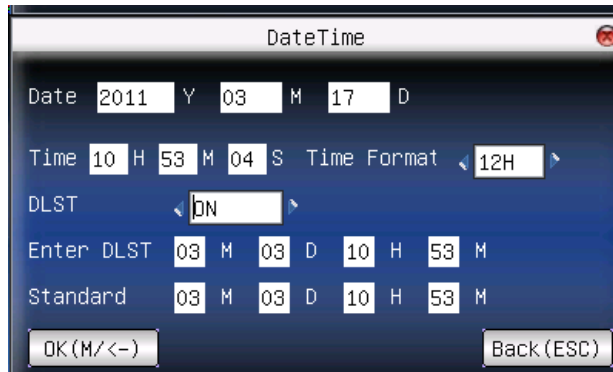 DateTime
Date 2011 Y 03 M 17 D
Time 10 H 53 M 04 S Time Format 12H
DLST ON
Enter DLST 03 M 03 D 10 H 53 M
Standard 03 M 03 D 10 H 53 M
OK(M/<-) Back(ESC)